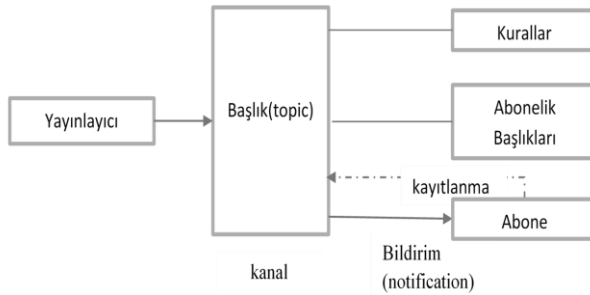 Kurallar
Yayınlayıcı
Başlık(topic)
Abonelik
Başlıkları
kayıtlanma
Abone
kanal
Bildirim
(notification)